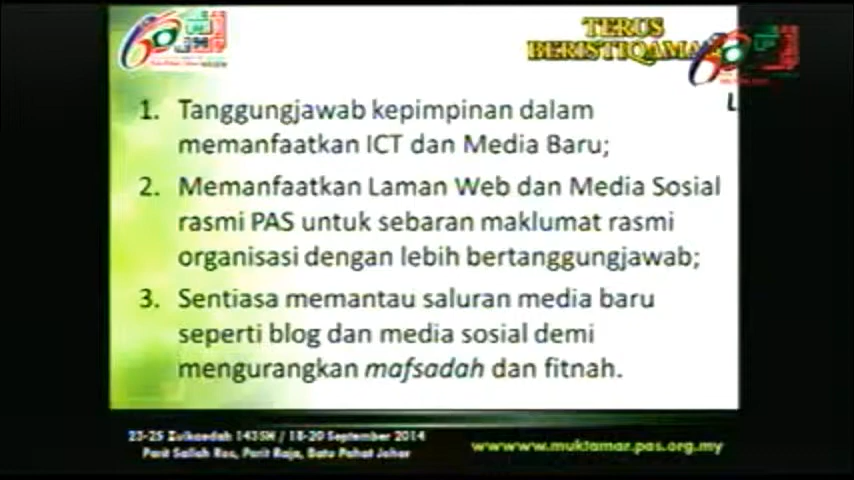 60
TERUS
BERISTIQAMAH
60
1. Tanggungjawab kepimpinan dalam
memanfaatkan ICT dan Media Baru;
2. Memanfaatkan Laman Web dan Media Sosial
rasmi PAS untuk sebaran maklumat rasmi
organisasi dengan lebih bertanggungjawab;
3. Sentiasa memantau saluran media baru
seperti blog dan media sosial demi
mengurangkan mafsadah dan fitnah.
23-25 Zulkaedah 1435H / 18-20 September 2014
Parit Raja, Batu Pahat Johor
wwwwww.muktamar.pas.org.my